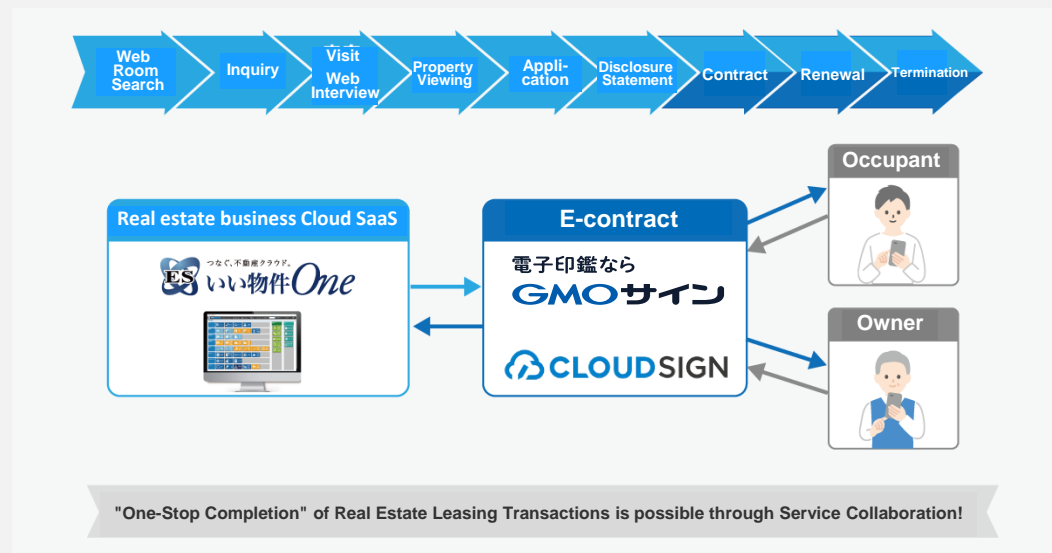 Web
Room
Search
Inquiry
Visit
Web
Interview
Property
Viewing
Appli-
cation
Disclosure
Statement
Contract
Renewal
Termination
Real estate business Cloud SaaS
つなぐ、不動産クラウド。
ES いい物件One
E-contract
電子印鑑なら
GMOサイン
CLOUDSIGN
Occupant
Owner
"One-Stop Completion" of Real Estate Leasing Transactions is possible through Service Collaboration!